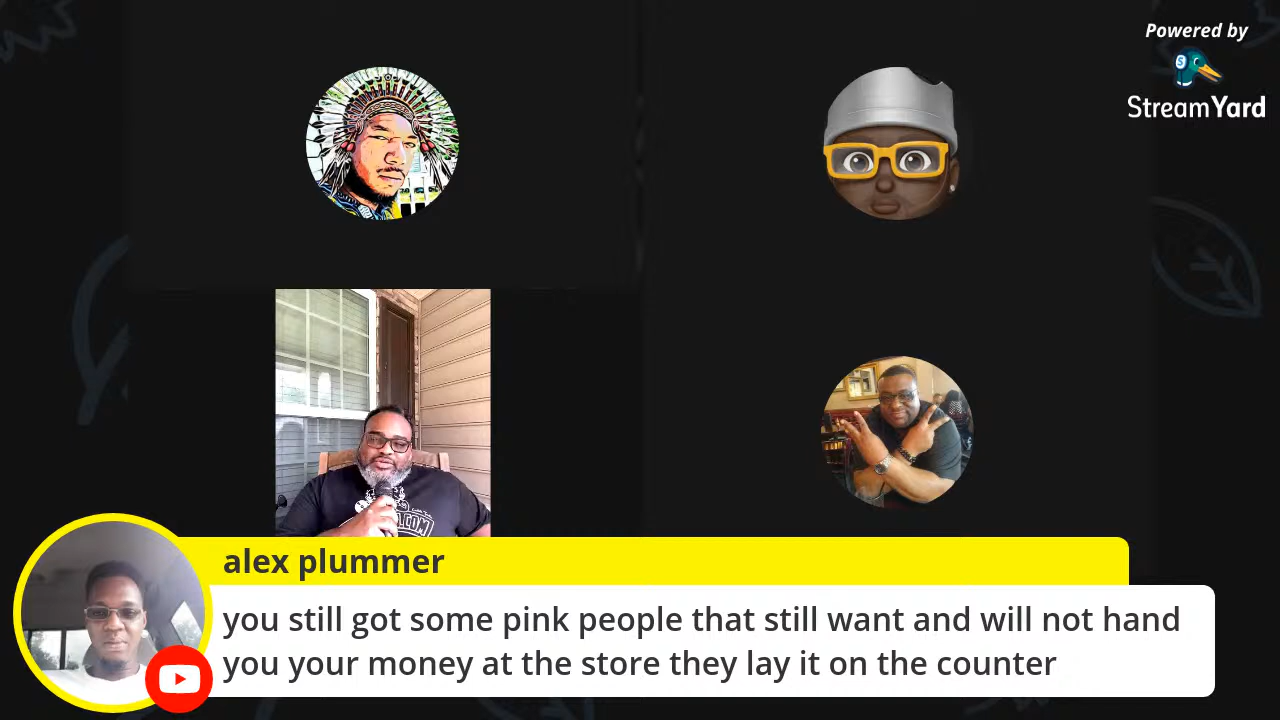 Powered by
StreamYard
alex plummer
you still got some pink people that still want and will not hand
you your money at the store they lay it on the counter